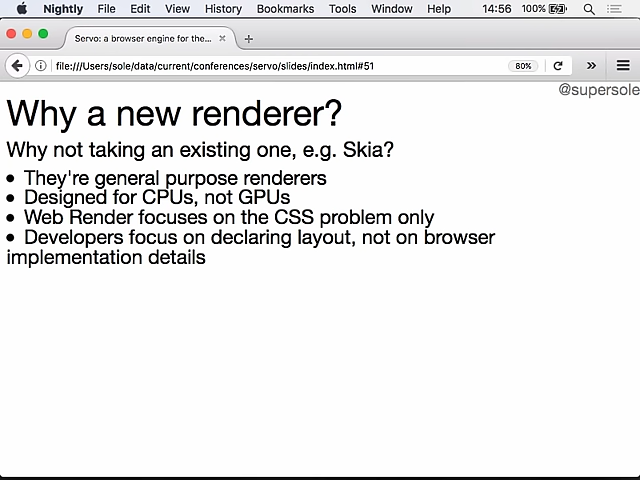 Nightly File Edit View History Bookmarks Tools Window Help 14:56 100%
Servo: a browser engine for the...
file:///Users/sole/data/current/conferences/servo/slides/index.html#51 80%
@supersole
Why a new renderer?
Why not taking an existing one, e.g. Skia?
• They're general purpose renderers
• Designed for CPUs, not GPUs
• Web Render focuses on the CSS problem only
• Developers focus on declaring layout, not on browser
implementation details